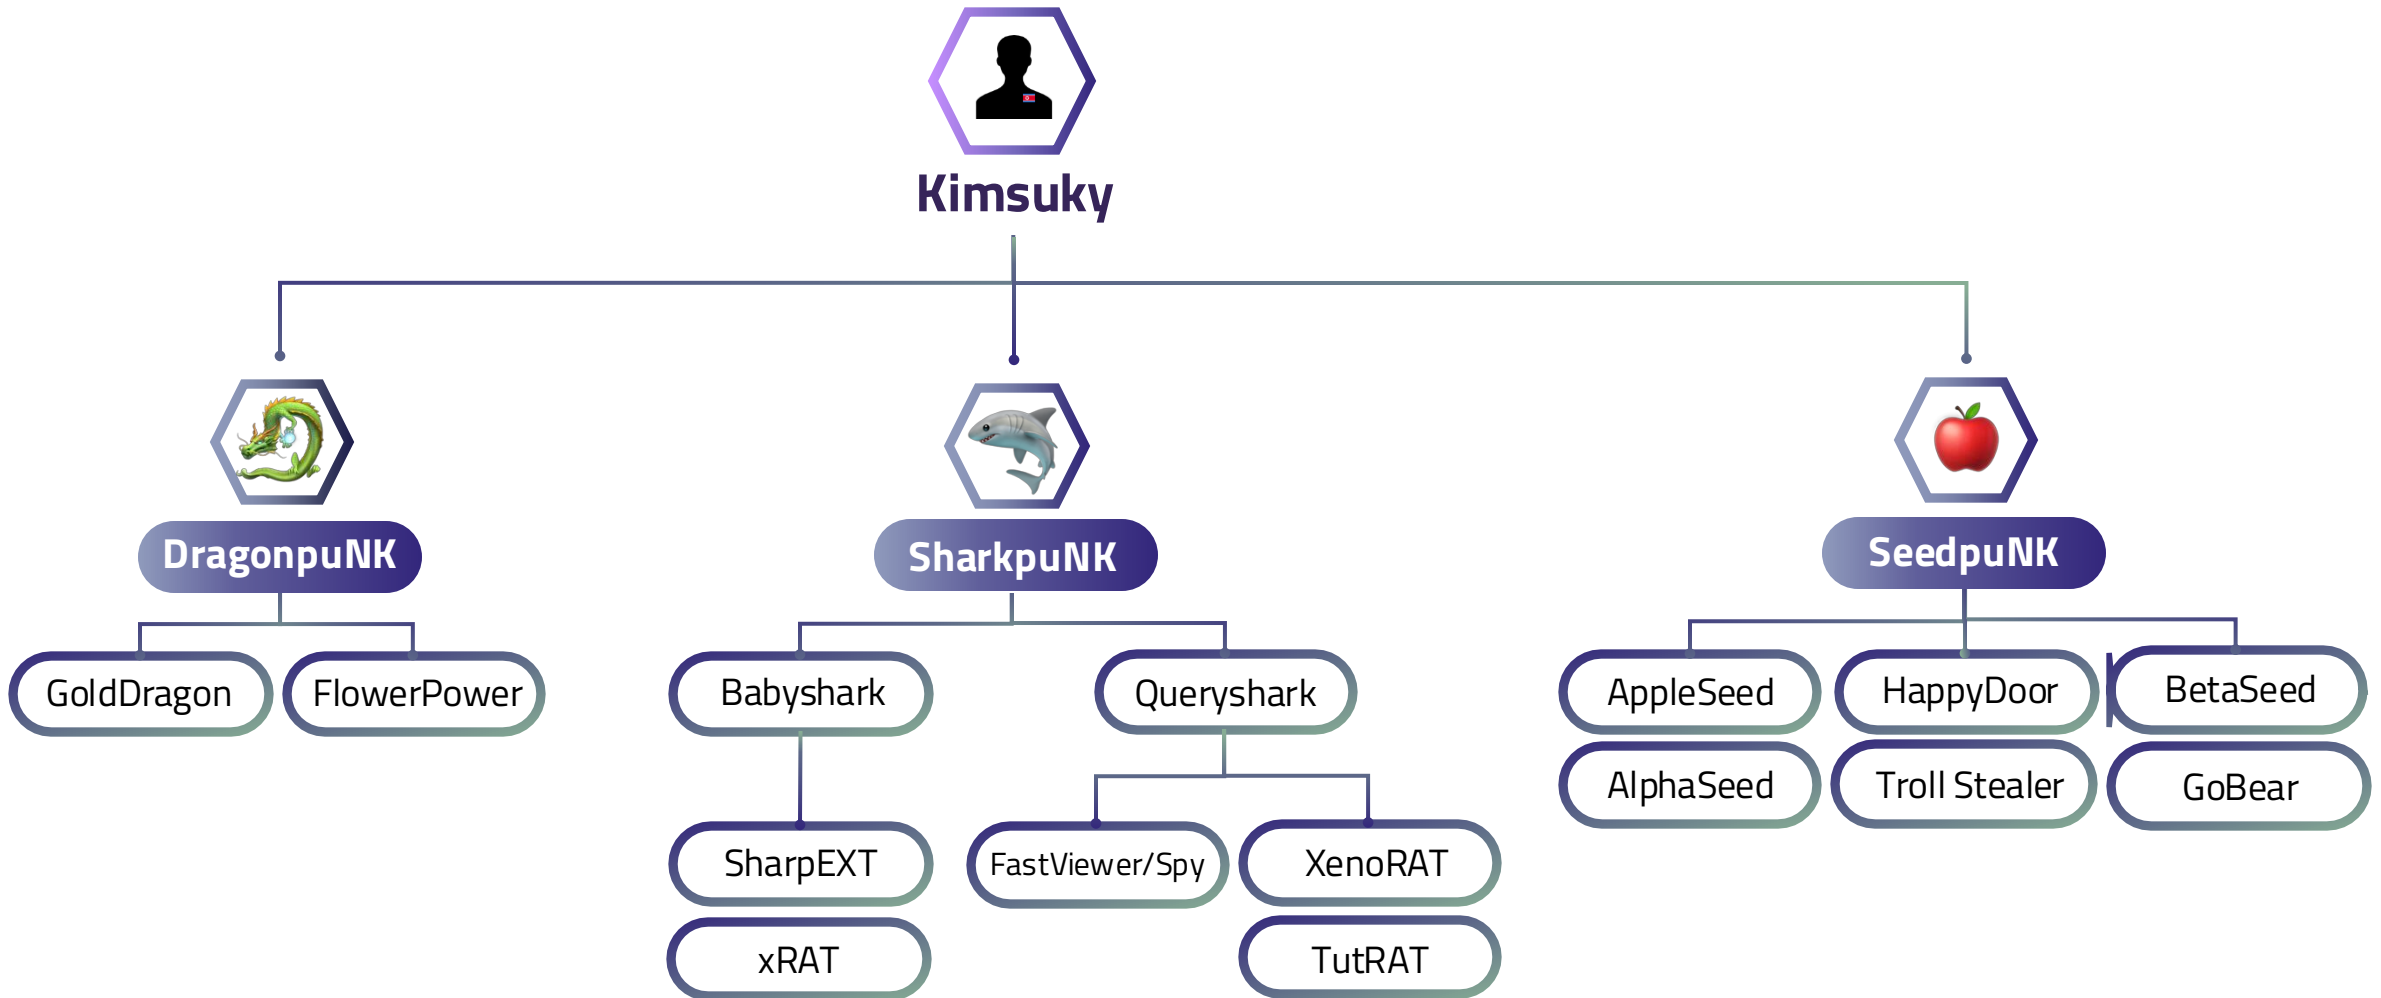 Kimsuky
DragonpuNK
SharkpuNK
SeedpuNK
GoldDragon
FlowerPower
Babyshark
Queryshark
AppleSeed
HappyDoor
BetaSeed
AlphaSeed
Troll Stealer
GoBear
SharpEXT
FastViewer/Spy
XenoRAT
xRAT
TutRAT